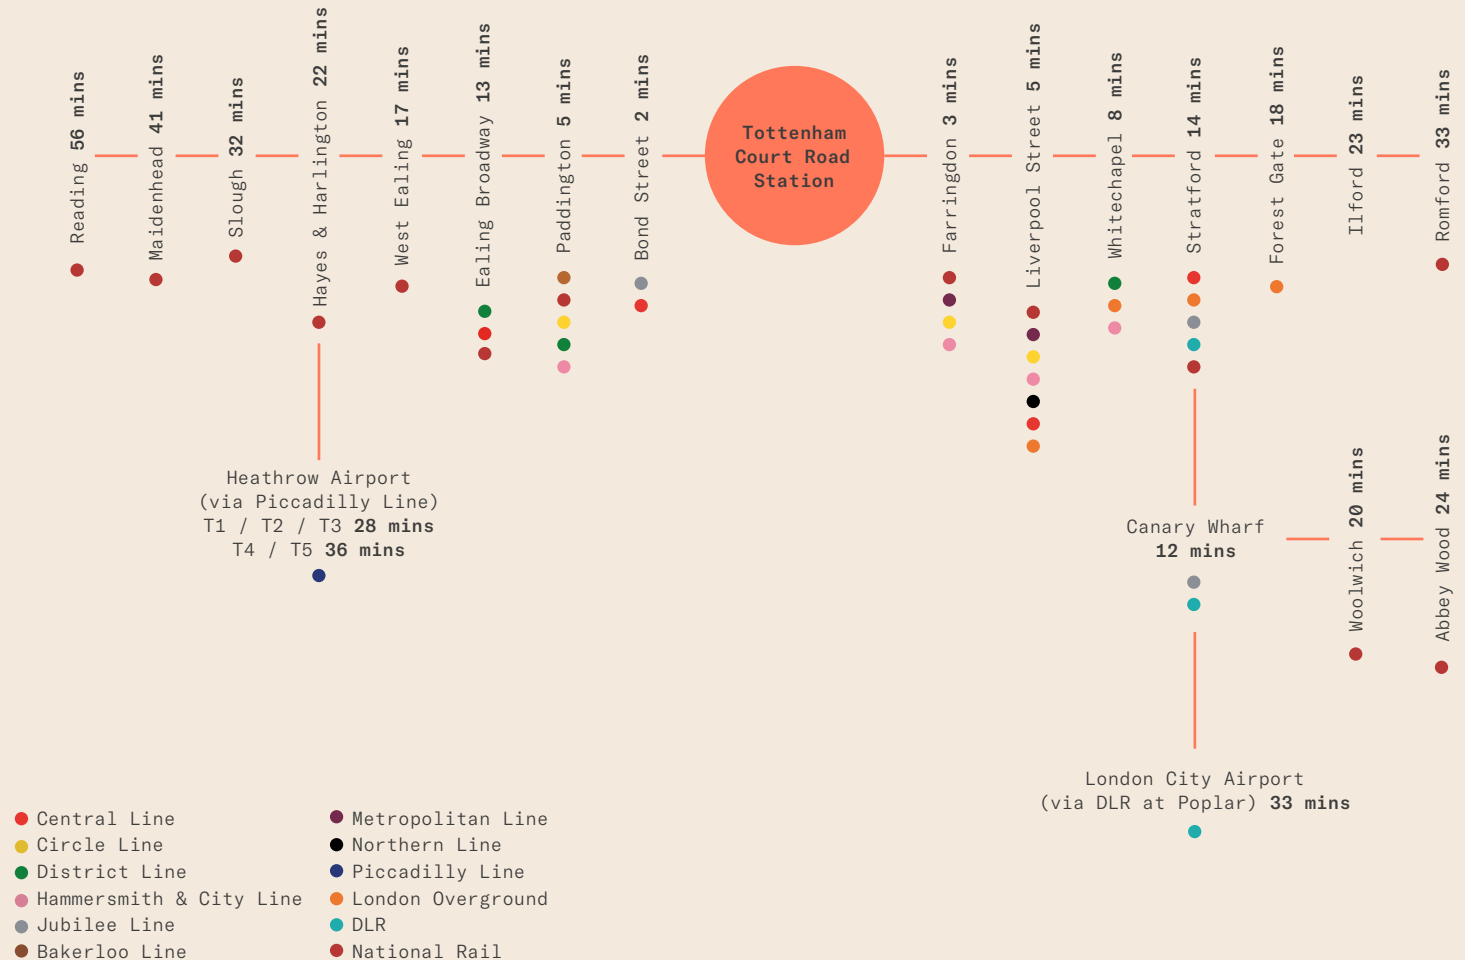 Reading 56 mins
Maidenhead 41 mins
Slough 32 mins
Hayes & Harlington 22 mins
West Ealing 17 mins
Ealing Broadway 13 mins
Paddington 5 mins
Bond Street 2 mins
Tottenham
Court Road
Station
Farringdon 3 mins
Liverpool Street 5 mins
Whitechapel 8 mins
Stratford 14 mins
Forest Gate 18 mins
Ilford 23 mins
Romford 33 mins
Heathrow Airport
(via Piccadilly Line)
T1 / T2 / T3 28 mins
T4 / T5 36 mins
Canary Wharf
12 mins
Woolwich 20 mins
Abbey Wood 24 mins
London City Airport
(via DLR at Poplar) 33 mins
Central Line
Circle Line
District Line
Hammersmith & City Line
Jubilee Line
Bakerloo Line
Metropolitan Line
Northern Line
Piccadilly Line
London Overground
DLR
National Rail